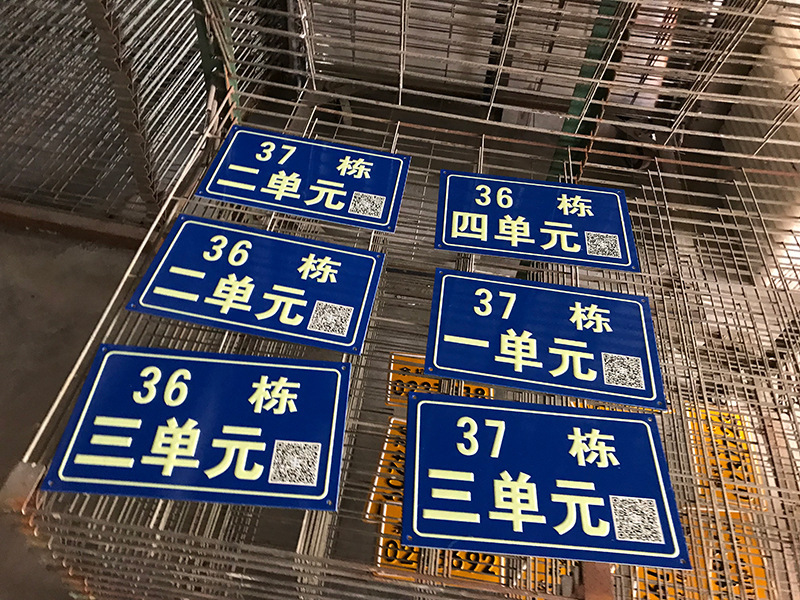 37 栋
二单元
36 栋
四单元
36 栋
二单元
37 栋
一单元
36 栋
三单元
37 栋
三单元